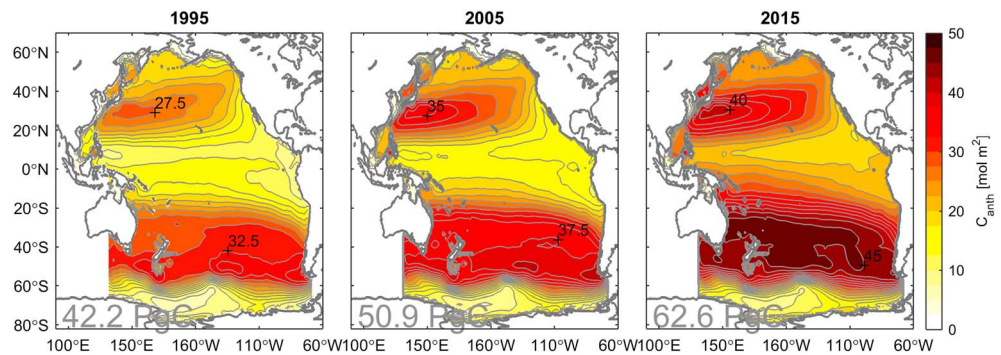 1995
2005
2015
60°N
40°N
20°N
0°N
20°S
40°S
60°S
80°S
27.5
32.5
42.2 PgC
35
37.5
50.9 PgC
40
45
62.6 PgC
100°E 150°E 160°W 110°W 60°W
100°E 150°E 160°W 110°W 60°W
100°E 150°E 160°W 110°W 60°W
50
40
30
20
10
0
C_anth [mol m²]